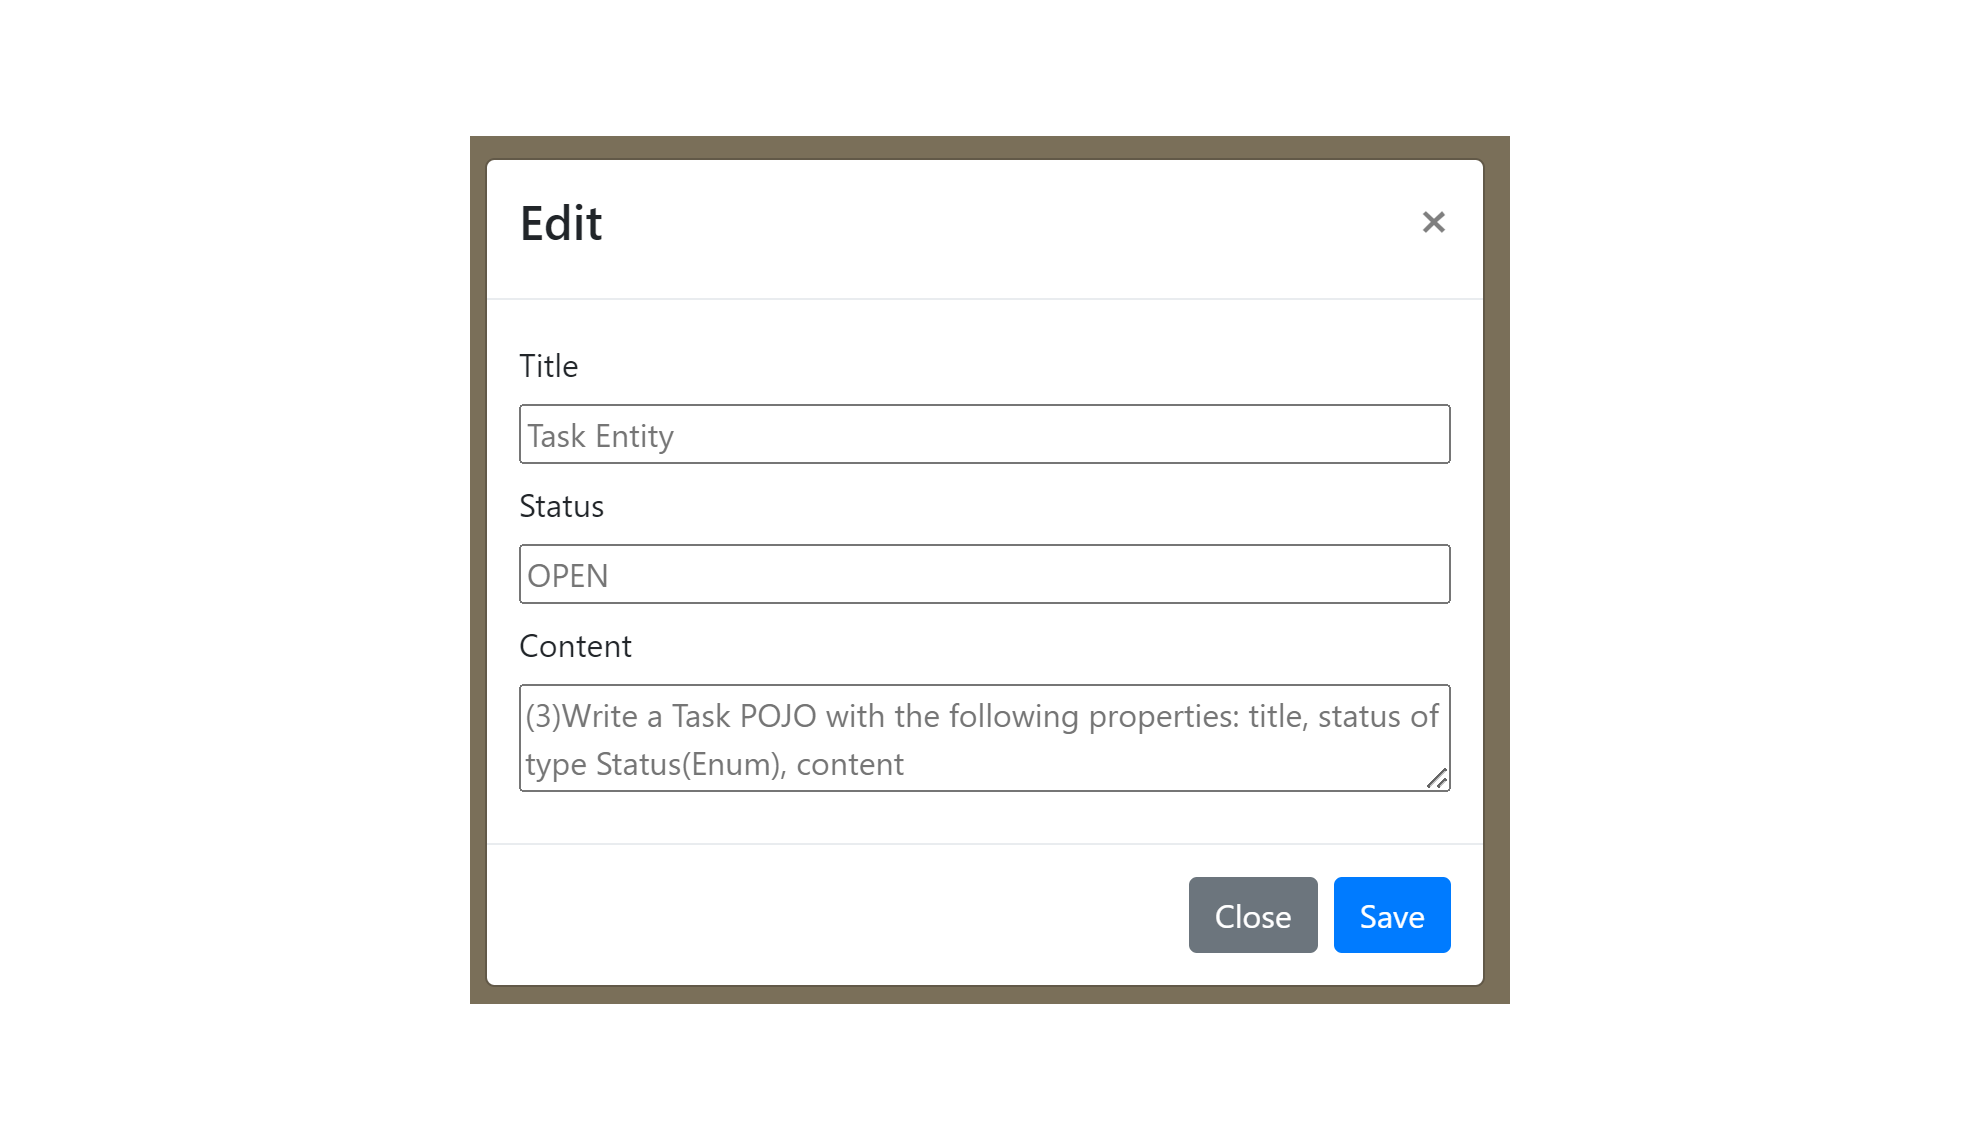 Edit
×
Title
Task Entity
Status
OPEN
Content
(3)Write a Task POJO with the following properties: title, status of
type Status(Enum), content
Close Save